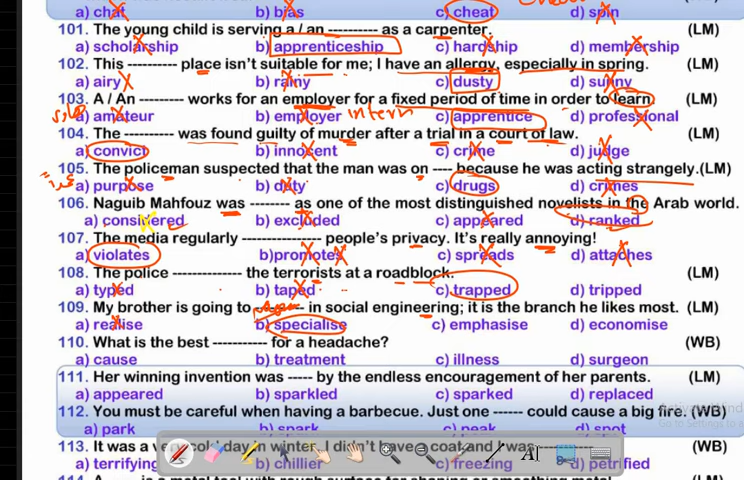 a) chat b) bias c) cheat d) spin
101. The young child is serving a / an --------- as a carpenter. (LM)
a) scholarship b) apprenticeship c) hardship d) membership
102. This --------- place isn't suitable for me; I have an allergy, especially in spring. (LM)
a) airy b) rainy c) dusty d) sunny
103. A / An --------- works for an employer for a fixed period of time in order to learn. (LM)
a) amateur b) employer intern c) apprentice d) professional
104. The --------- was found guilty of murder after a trial in a court of law. (LM)
a) convict b) innocent c) crime d) judge
105. The policeman suspected that the man was on ---- because he was acting strangely.(LM)
a) purpose b) duty c) drugs d) crimes
106. Naguib Mahfouz was -------- as one of the most distinguished novelists in the Arab world.
a) considered b) excluded c) appeared d) ranked
107. The media regularly -------------- people's privacy. It's really annoying!
a) violates b)promotes c) spreads d) attaches
108. The police -------------- the terrorists at a roadblock. (LM)
a) typed b) taped c) trapped d) tripped
109. My brother is going to --------- in social engineering; it is the branch he likes most. (LM)
a) realise b) specialise c) emphasise d) economise
110. What is the best ----------- for a headache? (WB)
a) cause b) treatment c) illness d) surgeon
111. Her winning invention was ----- by the endless encouragement of her parents. (LM)
a) appeared b) sparkled c) sparked d) replaced
112. You must be careful when having a barbecue. Just one ------ could cause a big fire. (WB)
a) park b) spark c) peak d) spot
113. It was a very cold day in winter. I didn't have a coat and I was (WB)
a) terrifying b) chillier c) freezing d) petrified